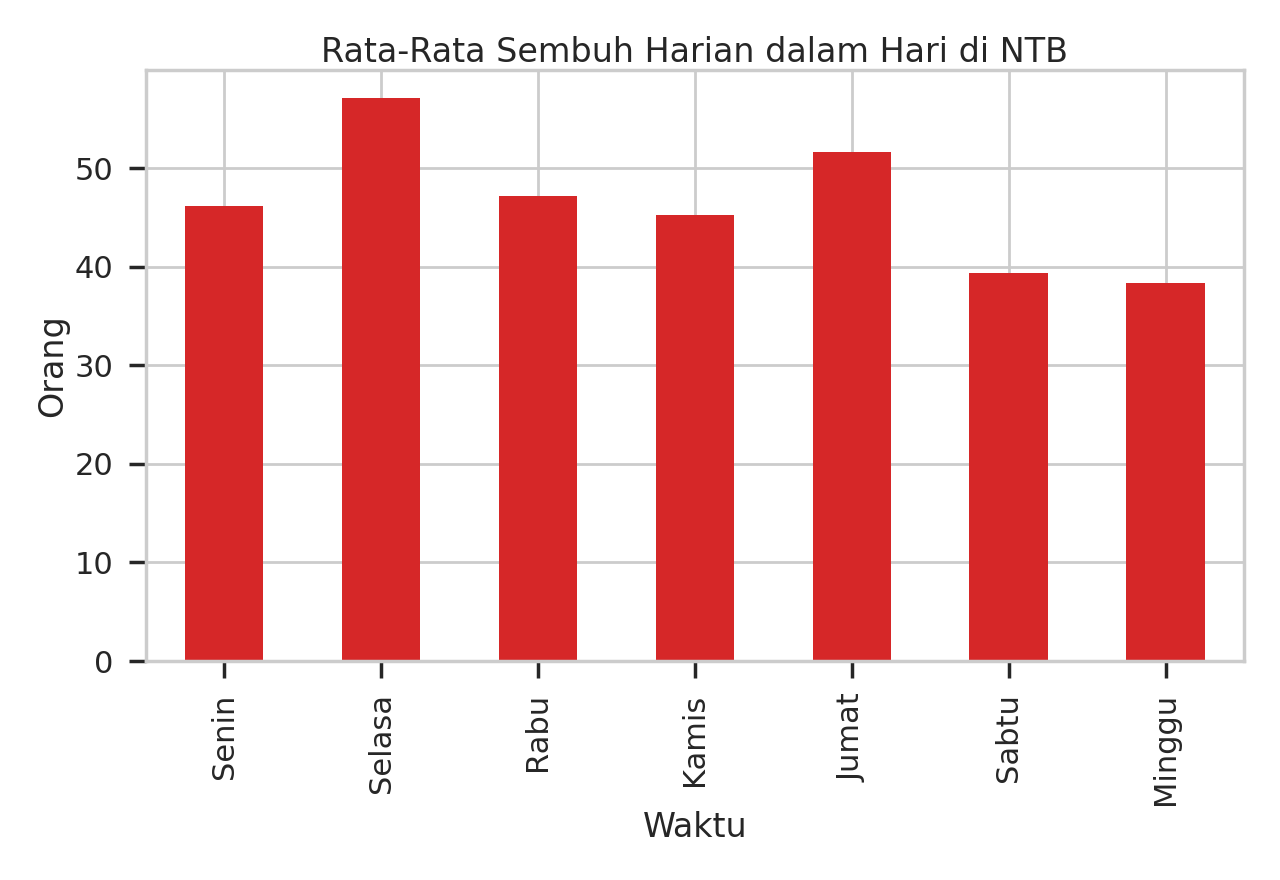 Rata-Rata Sembuh Harian dalam Hari di NTB
Orang
50
40
30
20
10
0
Senin
Selasa
Rabu
Kamis
Jumat
Sabtu
Minggu
Waktu